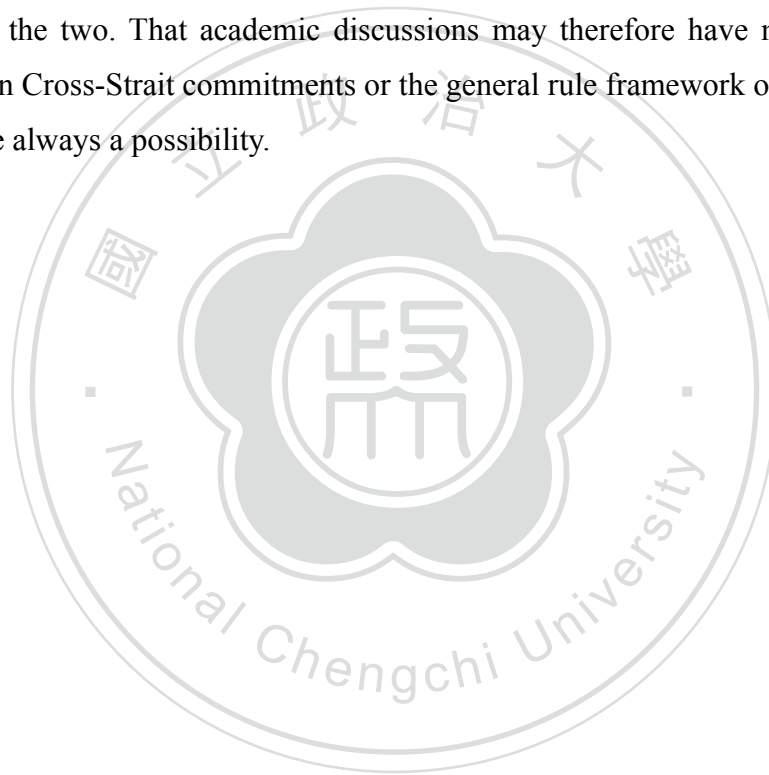 the two. That academic discussions may therefore have
n Cross-Strait commitments or the general rule framework
always a possibility.
國立政治大學
政
National Chengchi University